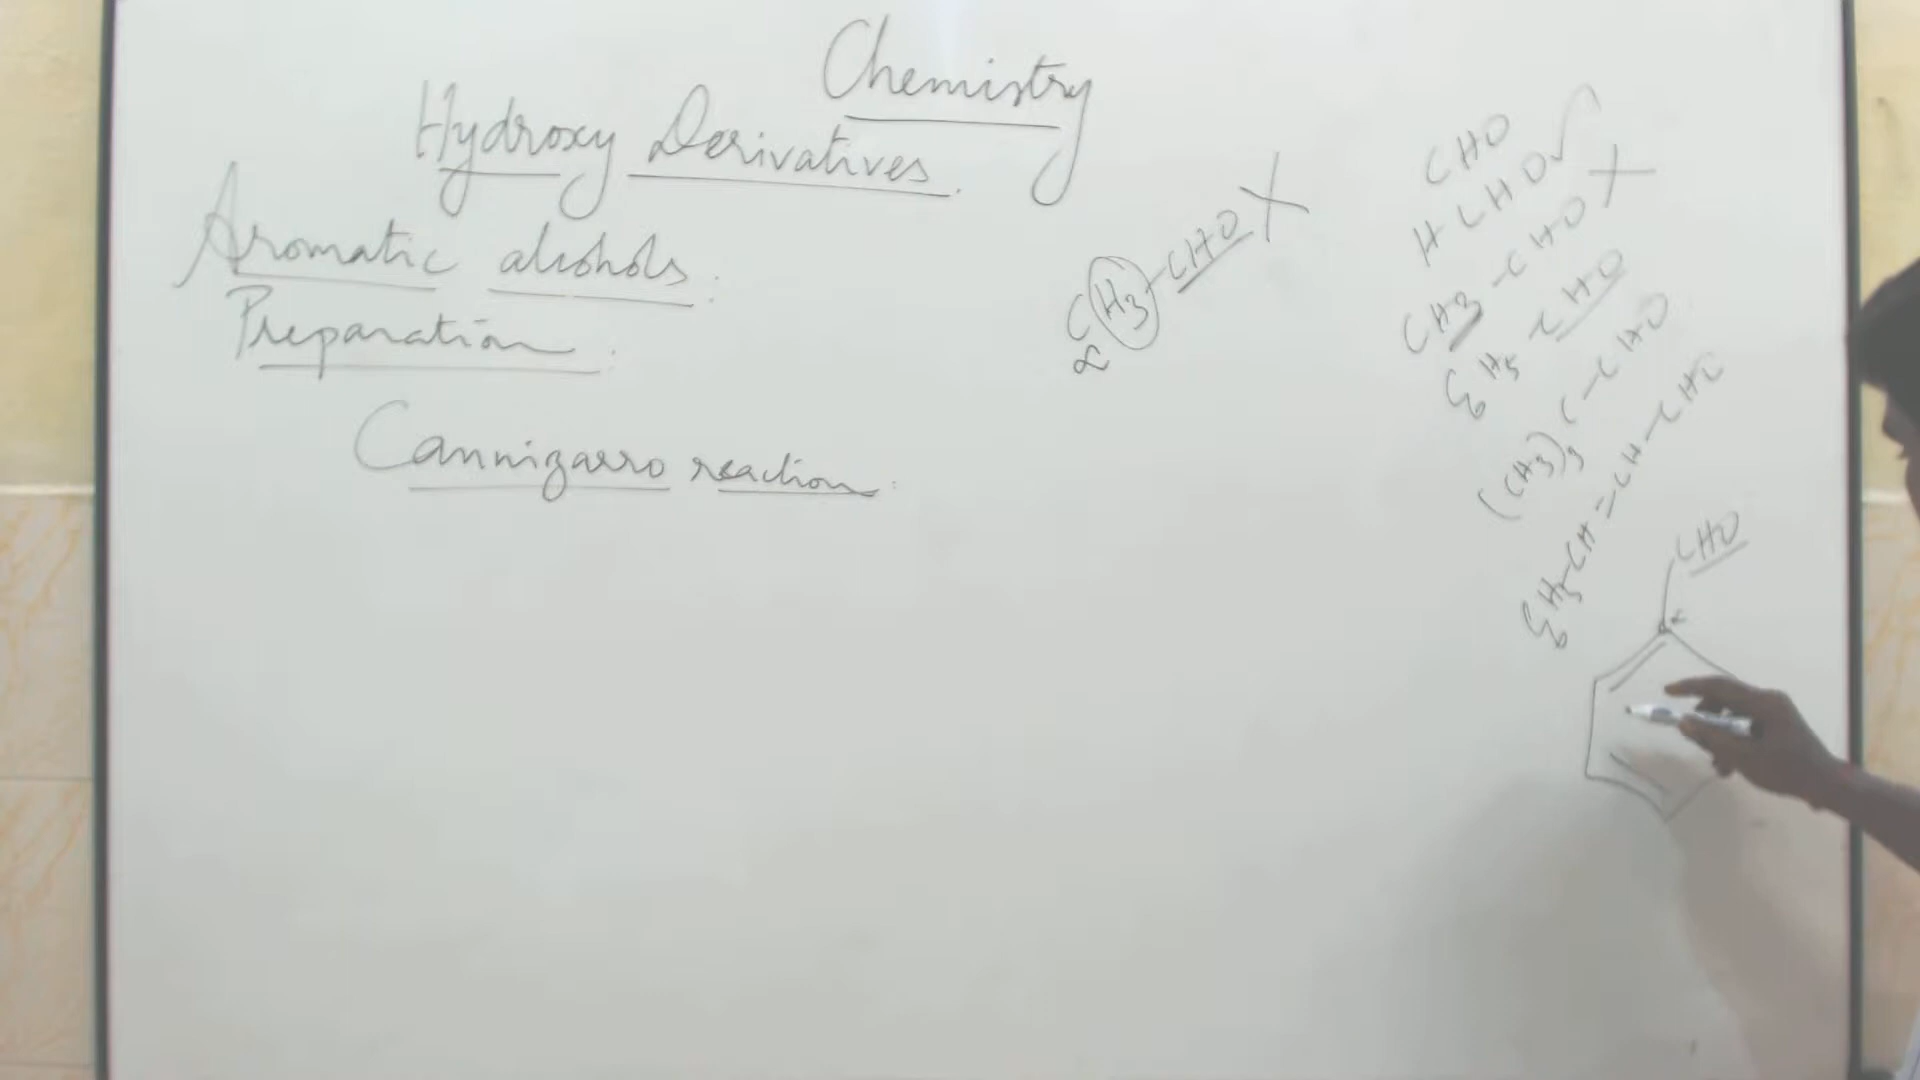 Chemistry
Hydroxy Derivatives.
Aromatic alcohols:
Preparation:
Cannizarro reaction:
CH3-CHO X
α
CHO
HCHO ✓
CH3-CHO X
C6H5-CHO
(CH3)3C-CHO
C6H5-CH=CH-CHO
CHO
α